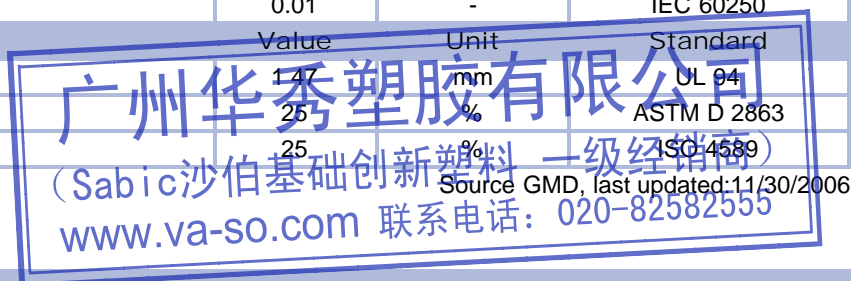 0.01 - IEC 60250
Value Unit Standard
1.47 mm UL 94
25 % ASTM D 2863
25 % ISO 4589
Source GMD, last updated:11/30/2006
广州华秀塑胶有限公司
（Sabic沙伯基础创新塑料 一级经销商）
www.va-so.com 联系电话：020-82582555